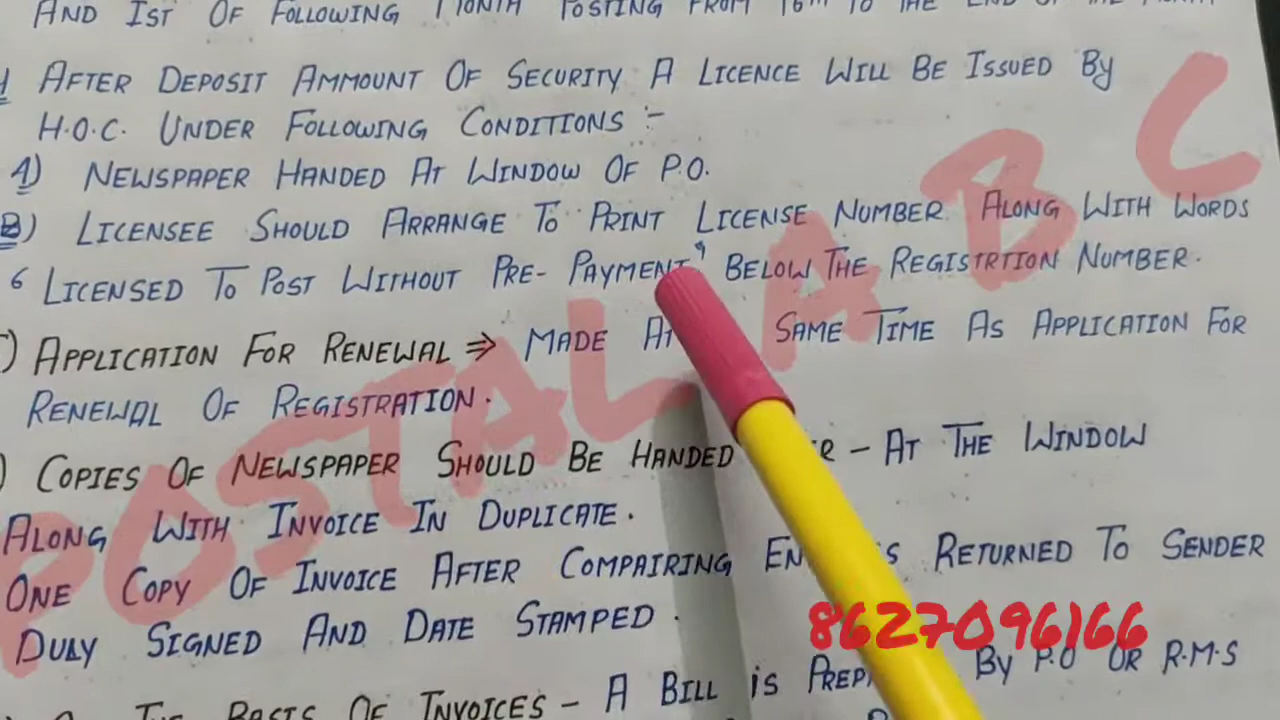 AND IST OF FOLLOWING MONTH POSTING FROM 16TH TO THE END OF THE MONTH
AFTER DEPOSIT AMMOUNT OF SECURITY A LICENCE WILL BE ISSUED BY
H.O.C. UNDER FOLLOWING CONDITIONS :-
A) NEWSPAPER HANDED AT WINDOW OF P.O.
B) LICENSEE SHOULD ARRANGE TO PRINT LICENSE NUMBER ALONG WITH WORDS
“ LICENSED TO POST WITHOUT PRE- PAYMENT” BELOW THE REGISTRTION NUMBER.
) APPLICATION FOR RENEWAL ⇒ MADE AT SAME TIME AS APPLICATION FOR
RENEWAL OF REGISTRATION.
) COPIES OF NEWSPAPER SHOULD BE HANDED - AT THE WINDOW
ALONG WITH INVOICE IN DUPLICATE.
ONE COPY OF INVOICE AFTER COMPAIRING RETURNED TO SENDER
DULY SIGNED AND DATE STAMPED.
THE BASIS OF INVOICES - A BILL IS BY P.O OR R.M.S
POSTAL A B C
8627096166